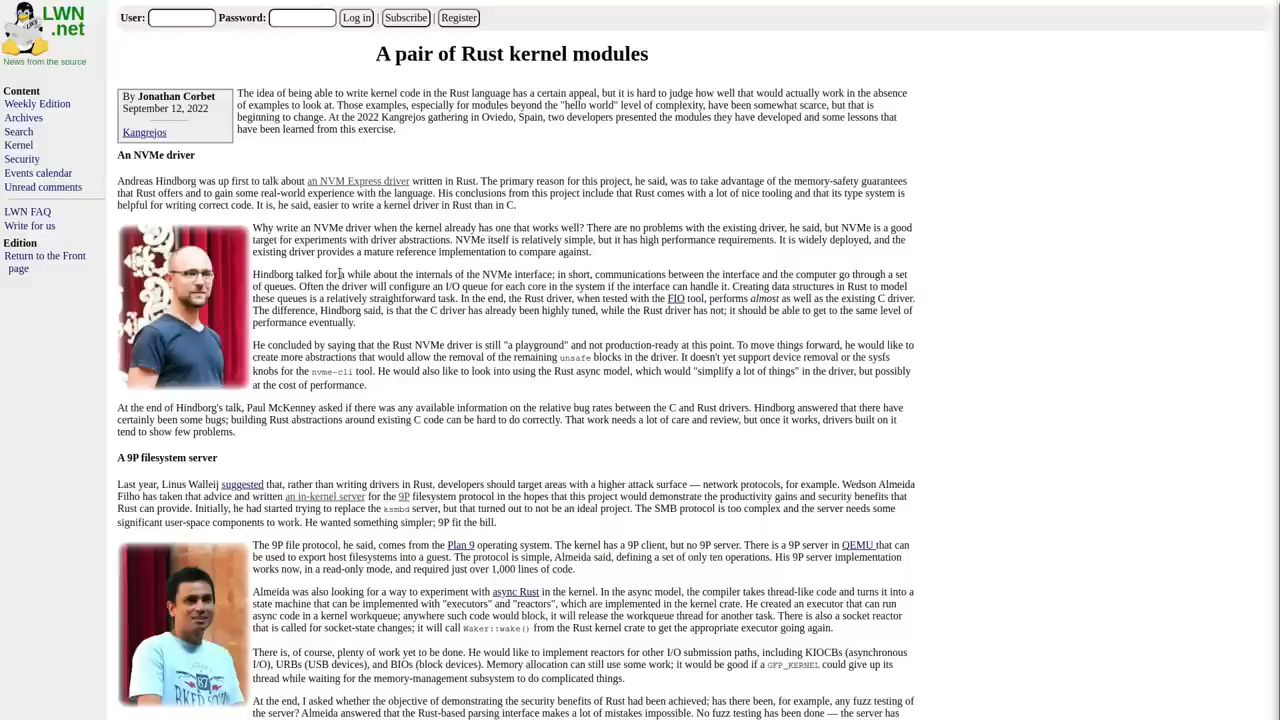 LWN
.net
News from the source
User: Password: Log in | Subscribe | Register
Content
Weekly Edition
Archives
Search
Kernel
Security
Events calendar
Unread comments
LWN FAQ
Write for us
Edition
Return to the Front
page
A pair of Rust kernel modules
By Jonathan Corbet
September 12, 2022
Kangrejos
The idea of being able to write kernel code in the Rust language has a certain appeal, but it is hard to judge how well that would actually work in the absence
of examples to look at. Those examples, especially for modules beyond the "hello world" level of complexity, have been somewhat scarce, but that is
beginning to change. At the 2022 Kangrejos gathering in Oviedo, Spain, two developers presented the modules they have developed and some lessons that
have been learned from this exercise.
An NVMe driver
Andreas Hindborg was up first to talk about an NVM Express driver written in Rust. The primary reason for this project, he said, was to take advantage of the memory-safety guarantees
that Rust offers and to gain some real-world experience with the language. His conclusions from this project include that Rust comes with a lot of nice tooling and that its type system is
helpful for writing correct code. It is, he said, easier to write a kernel driver in Rust than in C.
Why write an NVMe driver when the kernel already has one that works well? There are no problems with the existing driver, he said, but NVMe is a good
target for experiments with driver abstractions. NVMe itself is relatively simple, but it has high performance requirements. It is widely deployed, and the
existing driver provides a mature reference implementation to compare against.
Hindborg talked for a while about the internals of the NVMe interface; in short, communications between the interface and the computer go through a set
of queues. Often the driver will configure an I/O queue for each core in the system if the interface can handle it. Creating data structures in Rust to model
these queues is a relatively straightforward task. In the end, the Rust driver, when tested with the FIO tool, performs almost as well as the existing C driver.
The difference, Hindborg said, is that the C driver has already been highly tuned, while the Rust driver has not; it should be able to get to the same level of
performance eventually.
He concluded by saying that the Rust NVMe driver is still "a playground" and not production-ready at this point. To move things forward, he would like to
create more abstractions that would allow the removal of the remaining unsafe blocks in the driver. It doesn't yet support device removal or the sysfs
knobs for the nvme-cli tool. He would also like to look into using the Rust async model, which would "simplify a lot of things" in the driver, but possibly
at the cost of performance.
At the end of Hindborg's talk, Paul McKenney asked if there was any available information on the relative bug rates between the C and Rust drivers. Hindborg answered that there have
certainly been some bugs; building Rust abstractions around existing C code can be hard to do correctly. That work needs a lot of care and review, but once it works, drivers built on it
tend to show few problems.
A 9P filesystem server
Last year, Linus Walleij suggested that, rather than writing drivers in Rust, developers should target areas with a higher attack surface — network protocols, for example. Wedson Almeida
Filho has taken that advice and written an in-kernel server for the 9P filesystem protocol in the hopes that this project would demonstrate the productivity gains and security benefits that
Rust can provide. Initially, he had started trying to replace the ksmbd server, but that turned out to not be an ideal project. The SMB protocol is too complex and the server needs some
significant user-space components to work. He wanted something simpler; 9P fit the bill.
The 9P file protocol, he said, comes from the Plan 9 operating system. The kernel has a 9P client, but no 9P server. There is a 9P server in QEMU that can
be used to export host filesystems into a guest. The protocol is simple, Almeida said, defining a set of only ten operations. His 9P server implementation
works now, in a read-only mode, and required just over 1,000 lines of code.
Almeida was also looking for a way to experiment with async Rust in the kernel. In the async model, the compiler takes thread-like code and turns it into a
state machine that can be implemented with "executors" and "reactors", which are implemented in the kernel crate. He created an executor that can run
async code in a kernel workqueue; anywhere such code would block, it will release the workqueue thread for another task. There is also a socket reactor
that is called for socket-state changes; it will call Waker::wake() from the Rust kernel crate to get the appropriate executor going again.
There is, of course, plenty of work yet to be done. He would like to implement reactors for other I/O submission paths, including KIOCBs (asynchronous
I/O), URBs (USB devices), and BIOs (block devices). Memory allocation can still use some work; it would be good if a GFP_KERNEL could give up its
thread while waiting for the memory-management subsystem to do complicated things.
At the end, I asked whether the objective of demonstrating the security benefits of Rust had been achieved; has there been, for example, any fuzz testing of
the server? Almeida answered that the Rust-based parsing interface makes a lot of mistakes impossible. No fuzz testing has been done — the server has